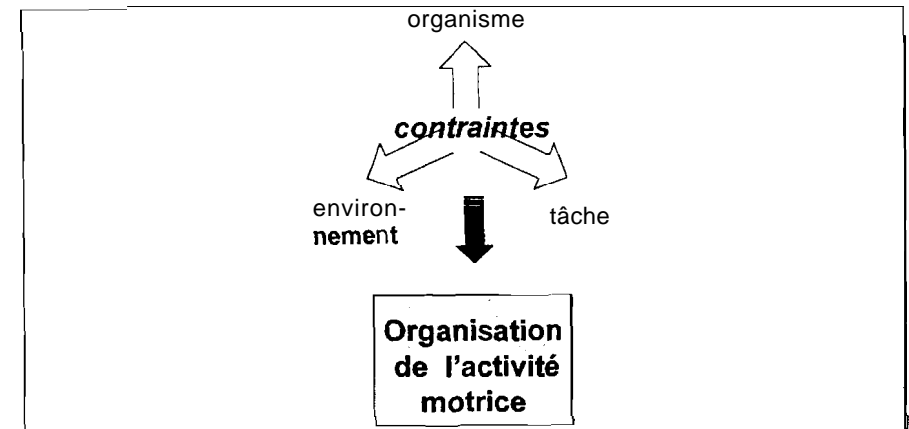 organisme
contraintes
environ-
nement
tâche
Organisation
de l'activité
motrice